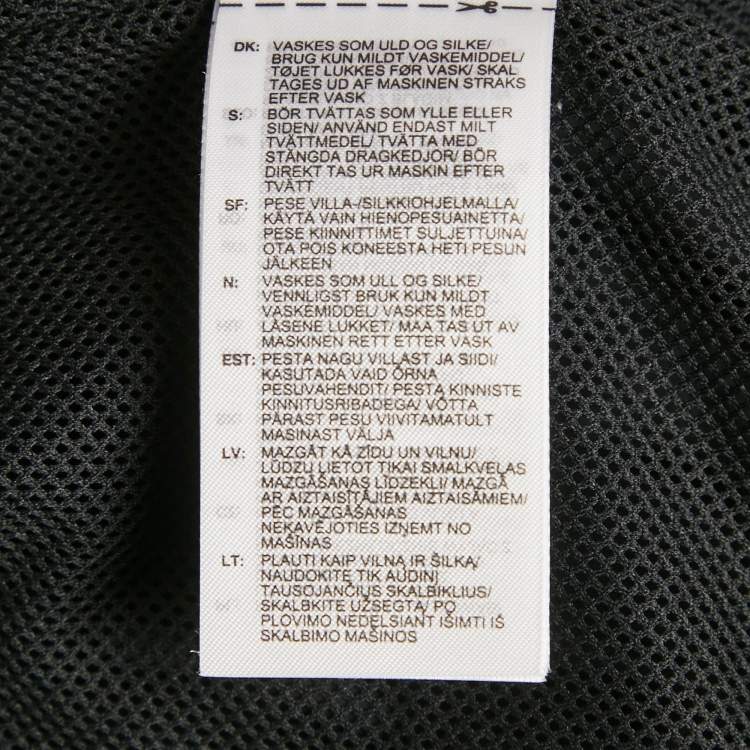 DK: VASKES SOM ULD OG SILKE/
BRUG KUN MILDT VASKEMIDDEL/
TØJET LUKKES FØR VASK/ SKAL
TAGES UD AF MASKINEN STRAKS
EFTER VASK
S: BÖR TVÄTTAS SOM YLLE ELLER
SIDEN/ ANVÄND ENDAST MILT
TVÄTTMEDEL/ TVÄTTA MED
STÄNGDA DRAGKEDJOR/ BÖR
DIREKT TAS UR MASKIN EFTER
TVÄTT
SF: PESE VILLA-/SILKKIOHJELMALLA/
KÄYTÄ VAIN HIENOPESUAINETTA/
PESE KIINNITTIMET SULJETTUINA/
OTA POIS KONEESTA HETI PESUN
JÄLKEEN
N: VASKES SOM ULL OG SILKE/
VENNLIGST BRUK KUN MILDT
VASKEMIDDEL/ VASKES MED
LÅSENE LUKKET/ MAA TAS UT AV
MASKINEN RETT ETTER VASK
EST: PESTA NAGU VILLAST JA SIIDI/
KASUTADA VAID ÕRNA
PESUVAHENDIT/ PESTA KINNISTE
KINNITUSRIBADEGA/ VÕTTA
PÄRAST PESU VIIVITAMATULT
MASINAST VÄLJA
LV: MAZGĀT KĀ ZĪDU UN VILNU/
LŪDZU LIETOT TIKAI SMALKVEĻAS
MAZGĀŠANAS LĪDZEKLI/ MAZGĀ
AR AIZTAISĪTĀJIEM AIZTAISĀMIEM/
PĒC MAZGĀŠANAS
NEKAVĒJOTIES IZŅEMT NO
MAŠĪNAS
LT: PLAUTI KAIP VILNĄ IR ŠILKĄ/
NAUDOKITE TIK AUDINĮ
TAUSOJANČIUS SKALBIKLIUS/
SKALBKITE UŽSEGTĄ/ PO
PLOVIMO NEDELSIANT IŠIMTI IŠ
SKALBIMO MAŠINOS